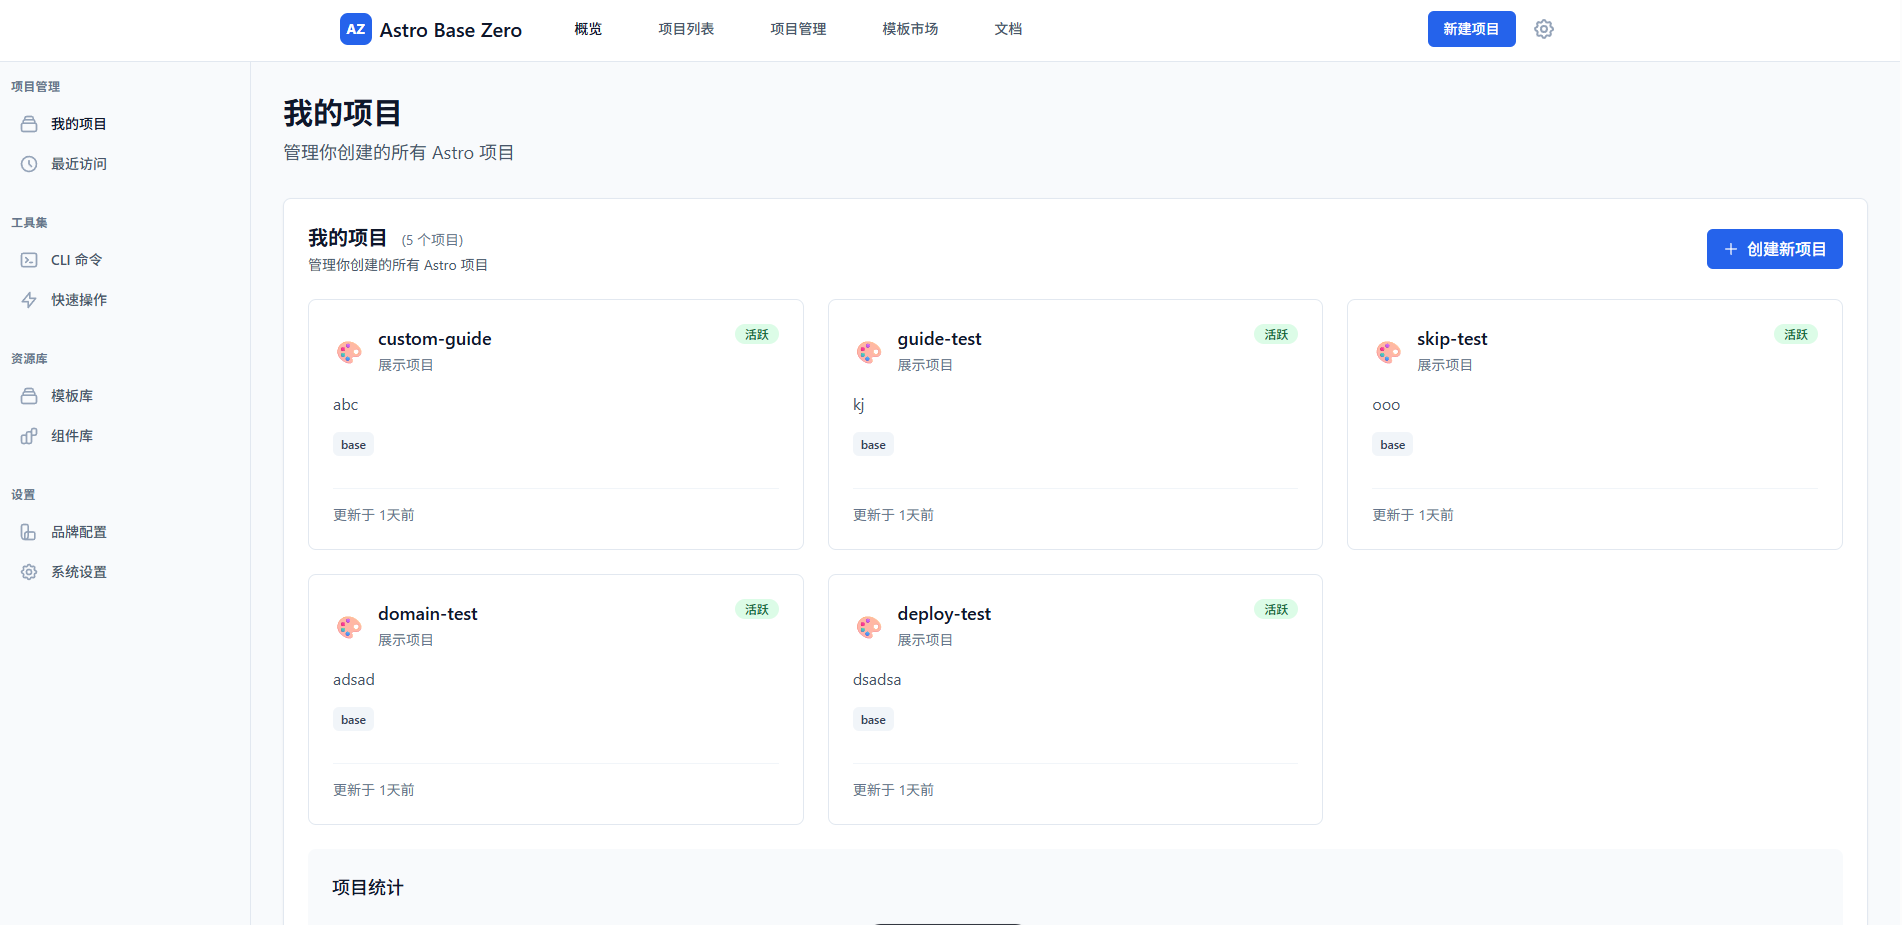 AZ Astro Base Zero 概览 项目列表 项目管理 模板市场 文档 新建项目
项目管理
我的项目
最近访问
工具集
CLI 命令
快速操作
资源库
模板库
组件库
设置
品牌配置
系统设置
我的项目
管理你创建的所有 Astro 项目
我的项目 (5 个项目)
管理你创建的所有 Astro 项目
创建新项目
custom-guide 活跃
展示项目
abc
base
更新于 1天前
guide-test 活跃
展示项目
kj
base
更新于 1天前
skip-test 活跃
展示项目
ooo
base
更新于 1天前
domain-test 活跃
展示项目
adsad
base
更新于 1天前
deploy-test 活跃
展示项目
dsadsa
base
更新于 1天前
项目统计